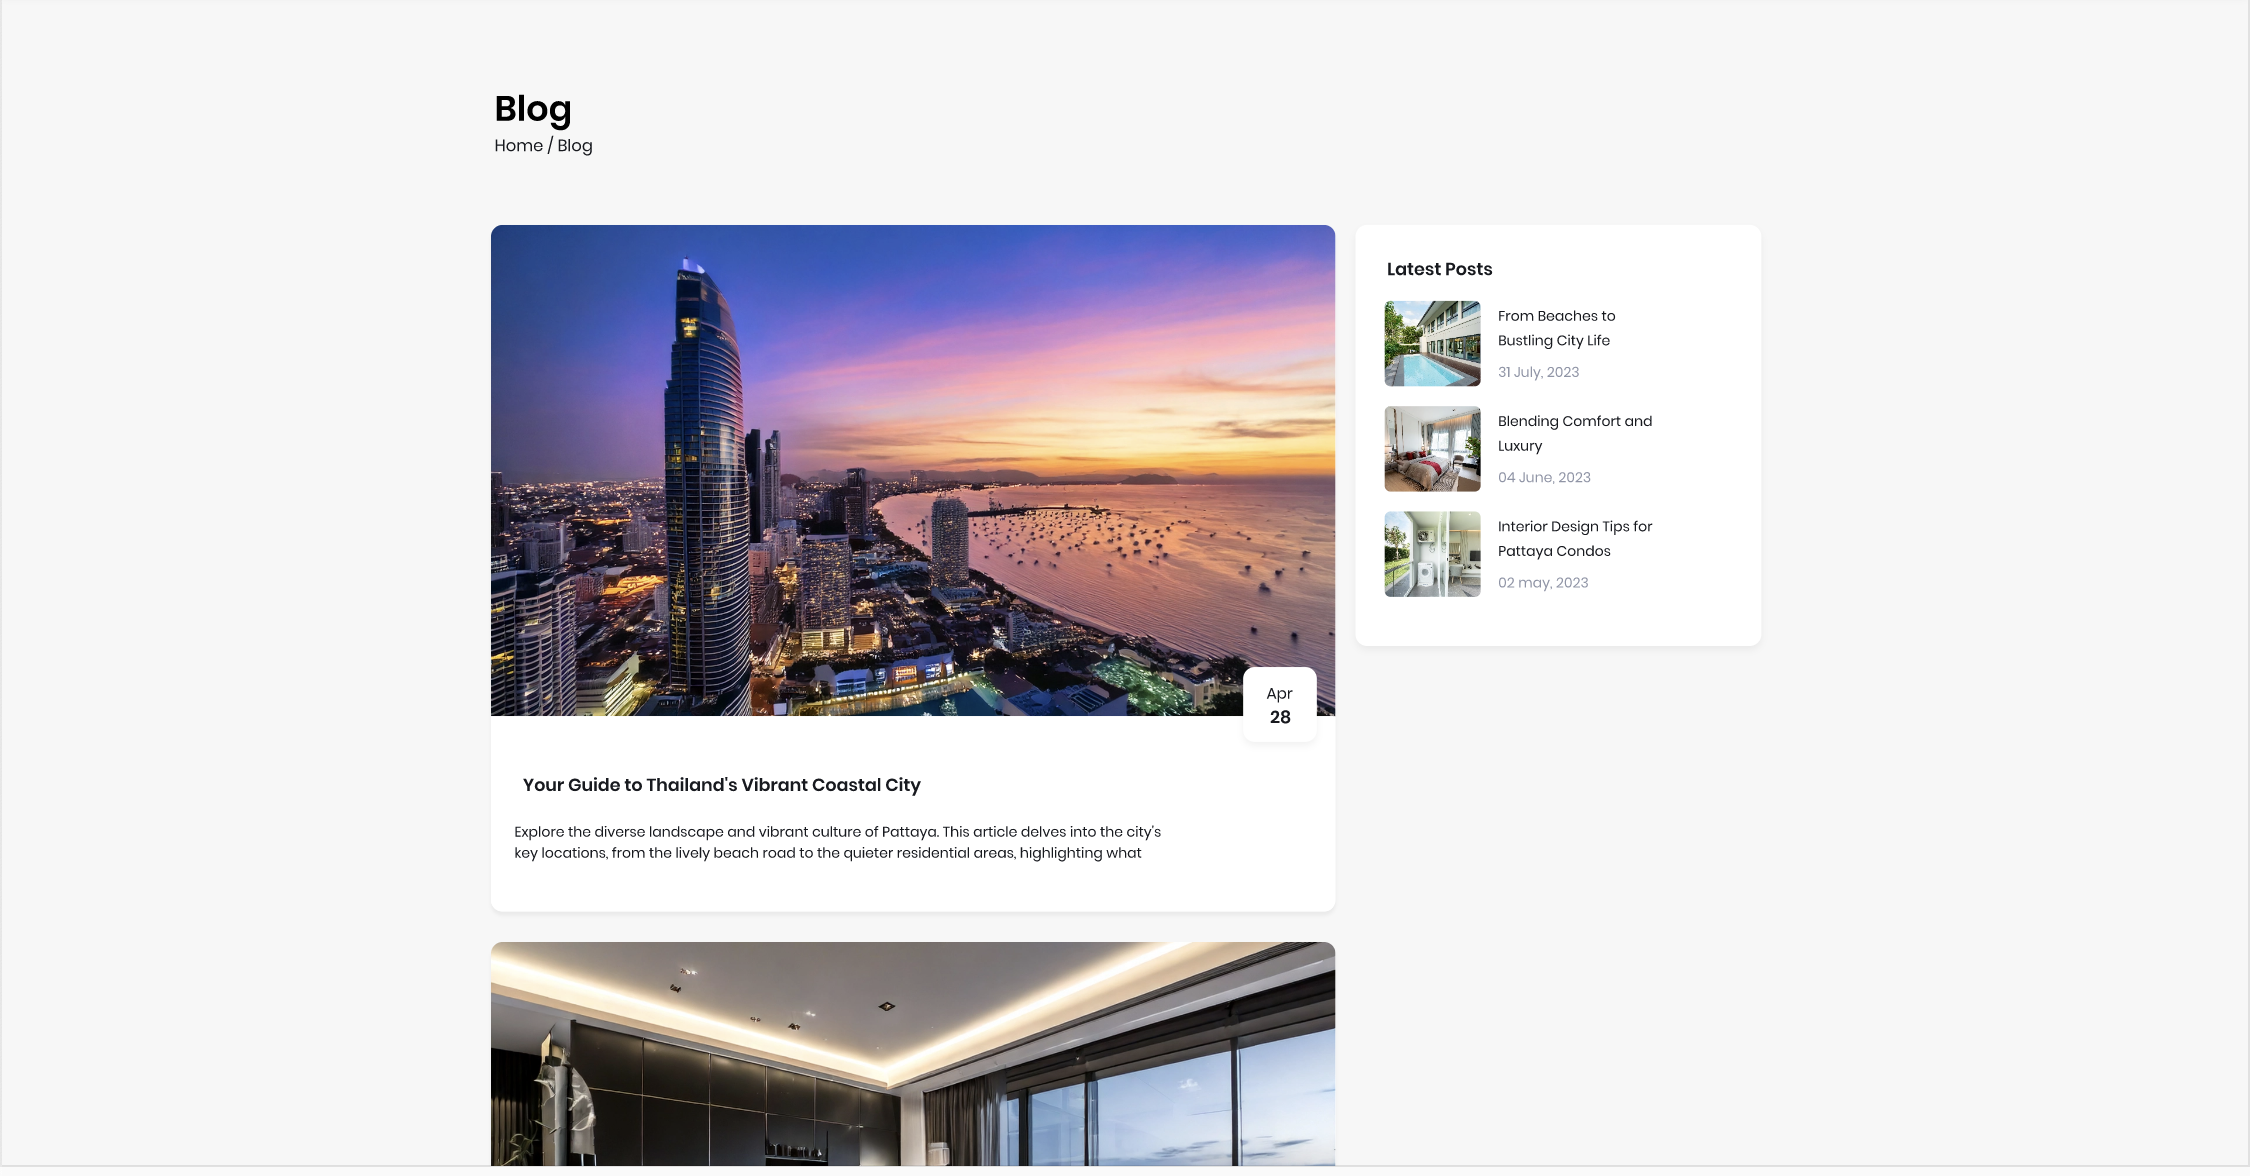 Blog
Home / Blog
Apr
28
Your Guide to Thailand's Vibrant Coastal City
Explore the diverse landscape and vibrant culture of Pattaya. This article delves into the city's
key locations, from the lively beach road to the quieter residential areas, highlighting what
Latest Posts
From Beaches to
Bustling City Life
31 July, 2023
Blending Comfort and
Luxury
04 June, 2023
Interior Design Tips for
Pattaya Condos
02 may, 2023